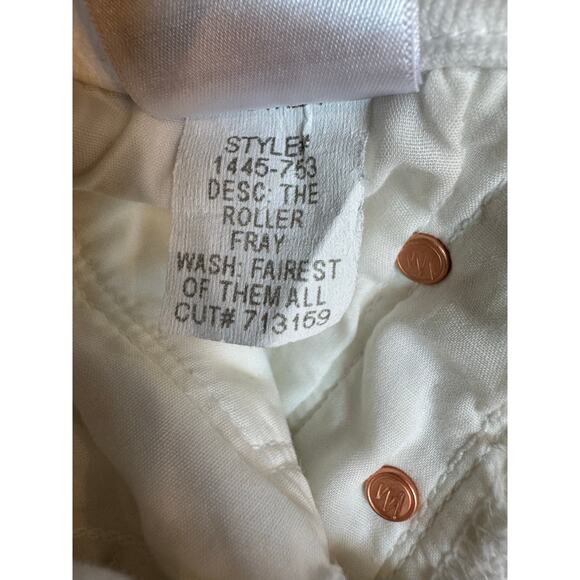 STYLE#
1445-753
DESC: THE
ROLLER
FRAY
WASH: FAIREST
OF THEM ALL
CUT# 713159